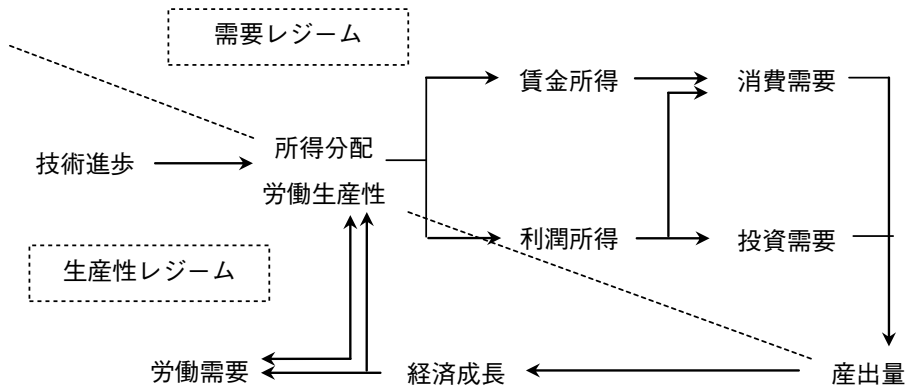 需要レジーム
賃金所得
消費需要
所得分配
技術進歩
労働生産性
利潤所得
投資需要
生産性レジーム
労働需要
経済成長
産出量